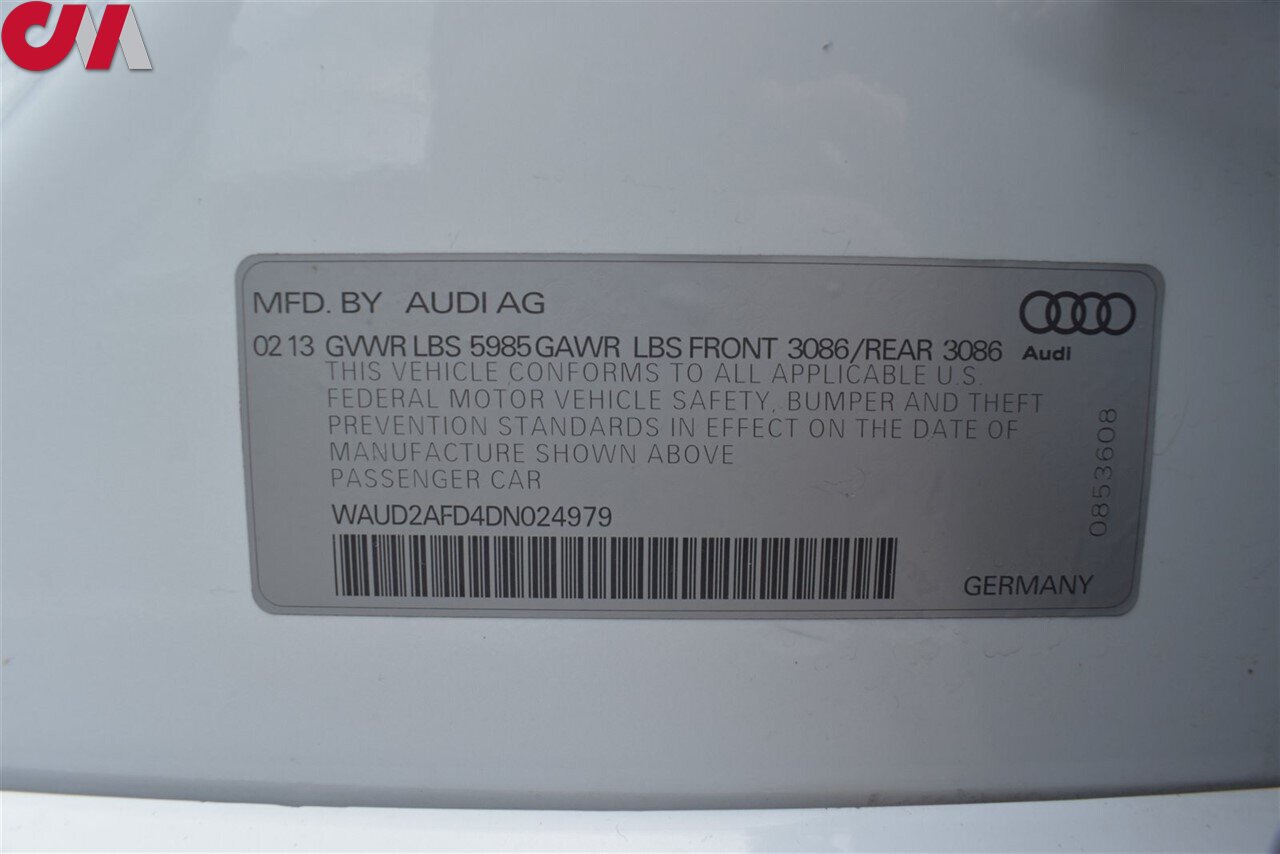 MFD. BY AUDI AG
02 13 GVWR LBS 5985 GAWR LBS FRONT 3086/REAR 3086
Audi
THIS VEHICLE CONFORMS TO ALL APPLICABLE U.S.
FEDERAL MOTOR VEHICLE SAFETY, BUMPER AND THEFT
PREVENTION STANDARDS IN EFFECT ON THE DATE OF
MANUFACTURE SHOWN ABOVE
PASSENGER CAR
WAUD2AFD4DN024979
0853608
GERMANY